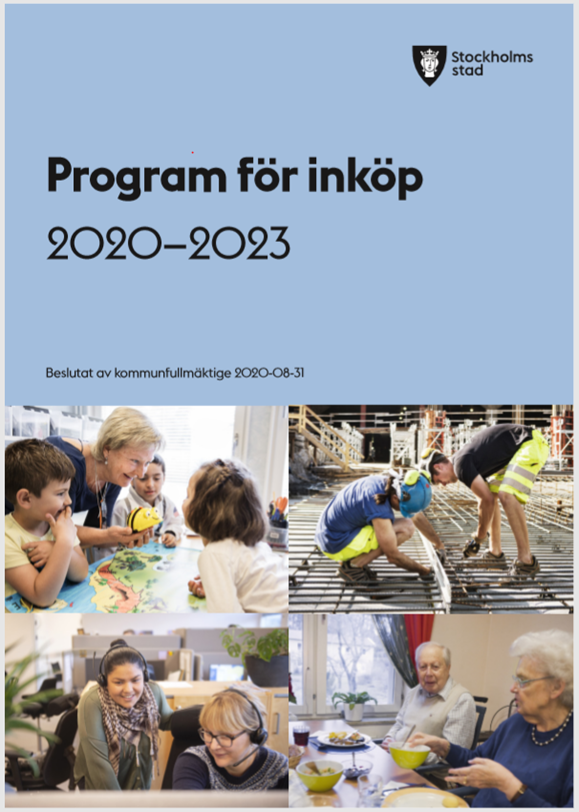 Stockholms
stad
Program för inköp
2020–2023
Beslutat av kommunfullmäktige 2020-08-31